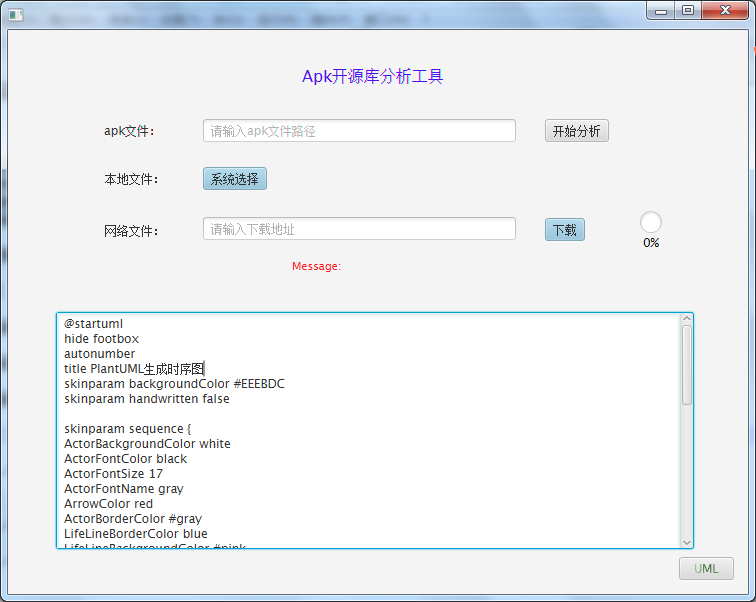 Apk开源库分析工具
apk文件： 请输入apk文件路径 开始分析
本地文件： 系统选择
网络文件： 请输入下载地址 下载
0%
Message:
@startuml
hide footbox
autonumber
title PlantUML生成时序图
skinparam backgroundColor #EEEBDC
skinparam handwritten false
skinparam sequence {
ActorBackgroundColor white
ActorFontColor black
ActorFontSize 17
ActorFontName gray
ArrowColor red
ActorBorderColor #gray
LifeLineBorderColor blue
LifeLineBackgroundColor #pink
UML